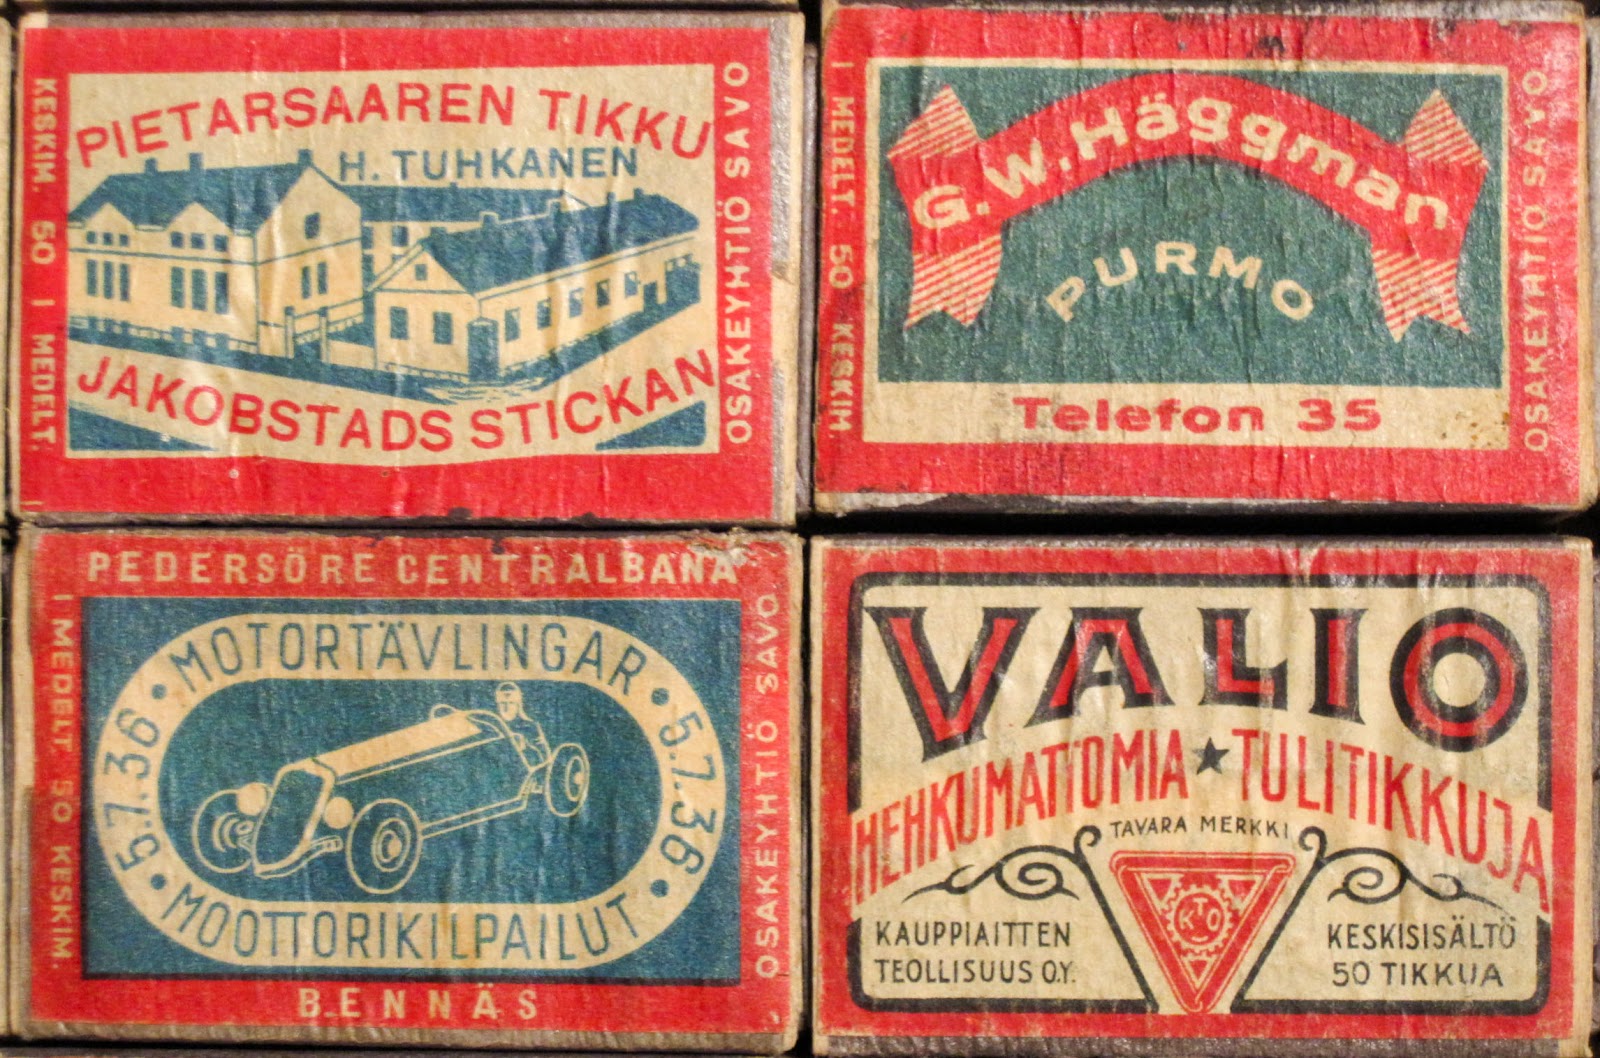 PIETARSAAREN TIKKU
H. TUHKANEN
JAKOBSTADS STICKAN
KESKIM. 50 I MEDELT.
OSAKEYHTIÖ SAVO
G.W. Häggman
PURMO
Telefon 35
I MEDELT. 50 KESKIM.
OSAKEYHTIÖ SAVO
PEDERSÖRE CENTRALBANA
MOTORTÄVLINGAR
5.7.36
5.7.36
MOOTTORIKILPAILUT
BENNÄS
I MEDELT. 50 KESKIM.
OSAKEYHTIÖ SAVO
VALIO
HEHKUMATTOMIA ★ TULITIKKUJA
TAVARA MERKKI
KTO
KAUPPIAITTEN
TEOLLISUUS O.Y.
KESKISISÄLTÖ
50 TIKKUA